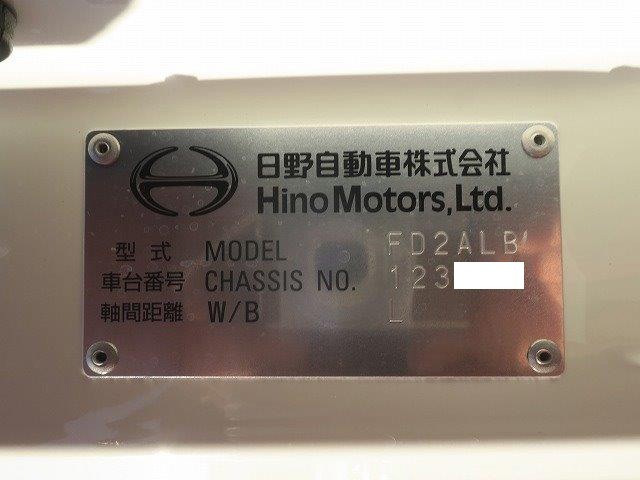 日野自動車株式会社
Hino Motors, Ltd.
型式 MODEL FD2ALB
車台番号 CHASSIS NO. 123
軸間距離 W/B L